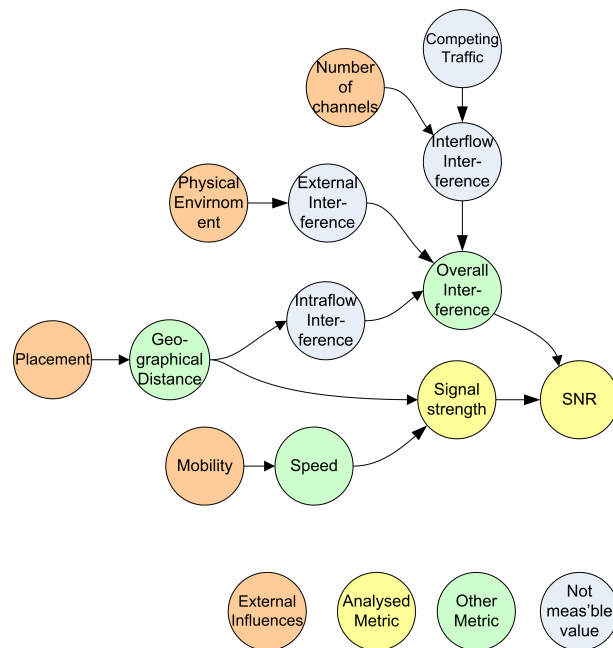 Competing
Traffic
Number
of
channels
Interflow
Inter-
ference
Physical
Envirnom
ent
External
Inter-
ference
Overall
Inter-
ference
Intraflow
Inter-
ference
Placement
Geo-
graphical
Distance
Signal
strength
SNR
Mobility
Speed
External
Influences
Analysed
Metric
Other
Metric
Not
meas'ble
value